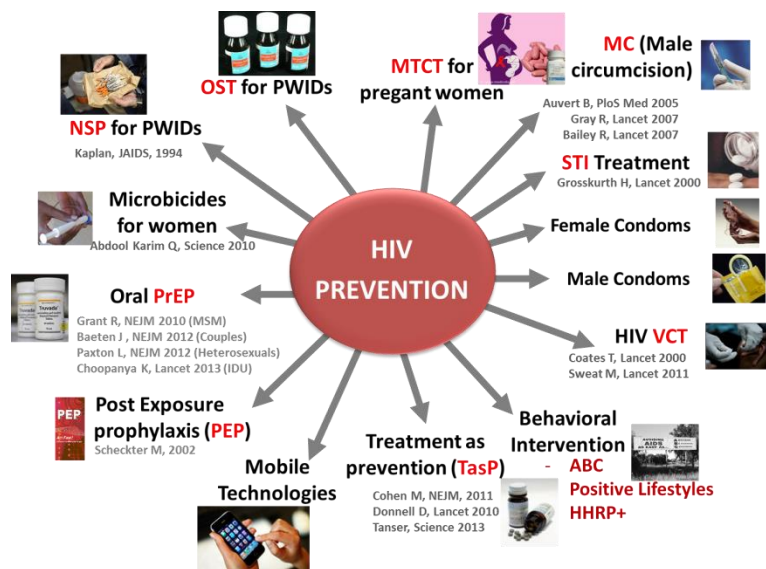 OST for PWIDs
MTCT for
pregant women
MC (Male
circumcision)
Auvert B, PloS Med 2005
Gray R, Lancet 2007
Bailey R, Lancet 2007
NSP for PWIDs
Kaplan, JAIDS, 1994
STI Treatment
Grosskurth H, Lancet 2000
Microbicides
for women
Abdool Karim Q, Science 2010
Female Condoms
HIV
PREVENTION
Male Condoms
Oral PrEP
Truvada
Grant R, NEJM 2010 (MSM)
Baeten J , NEJM 2012 (Couples)
Paxton L, NEJM 2012 (Heterosexuals)
Choopanya K, Lancet 2013 (IDU)
HIV VCT
Coates T, Lancet 2000
Sweat M, Lancet 2011
PEP
Post Exposure
prophylaxis (PEP)
Scheckter M, 2002
Mobile
Technologies
Treatment as
prevention (TasP)
Cohen M, NEJM, 2011
Donnell D, Lancet 2010
Tanser, Science 2013
Behavioral
Intervention
- ABC
Positive Lifestyles
HHRP+